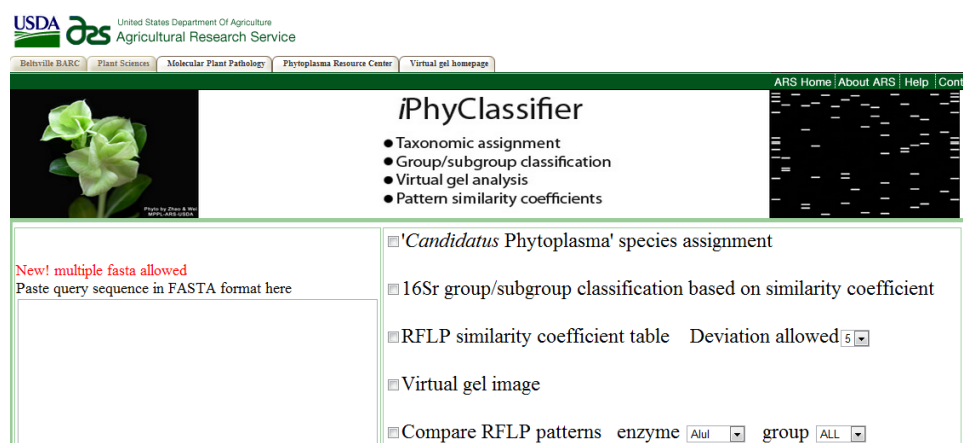 USDA ars United States Department Of Agriculture
Agricultural Research Service
Beltsville BARC Plant Sciences Molecular Plant Pathology Phytoplasma Resource Center Virtual gel homepage
ARS Home About ARS Help Cont
iPhyClassifier
● Taxonomic assignment
● Group/subgroup classification
● Virtual gel analysis
● Pattern similarity coefficients
Photo by Zhao & Wei
MPPL-ARS-USDA
New! multiple fasta allowed
Paste query sequence in FASTA format here
'Candidatus Phytoplasma' species assignment
16Sr group/subgroup classification based on similarity coefficient
RFLP similarity coefficient table Deviation allowed 5
Virtual gel image
Compare RFLP patterns enzyme AluI group ALL